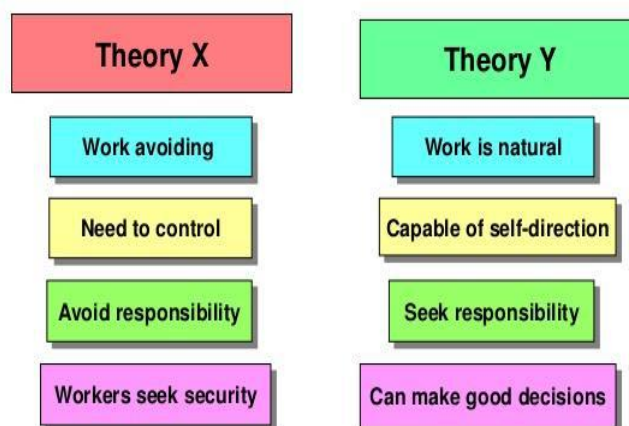 Theory X
Work avoiding
Need to control
Avoid responsibility
Workers seek security
Theory Y
Work is natural
Capable of self-direction
Seek responsibility
Can make good decisions